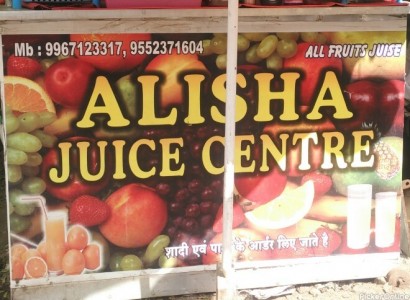 Mb : 9967123317, 9552371604
ALL FRUITS JUISE
ALISHA
JUICE CENTRE
शादी एवं के आर्डर लिए जाते है